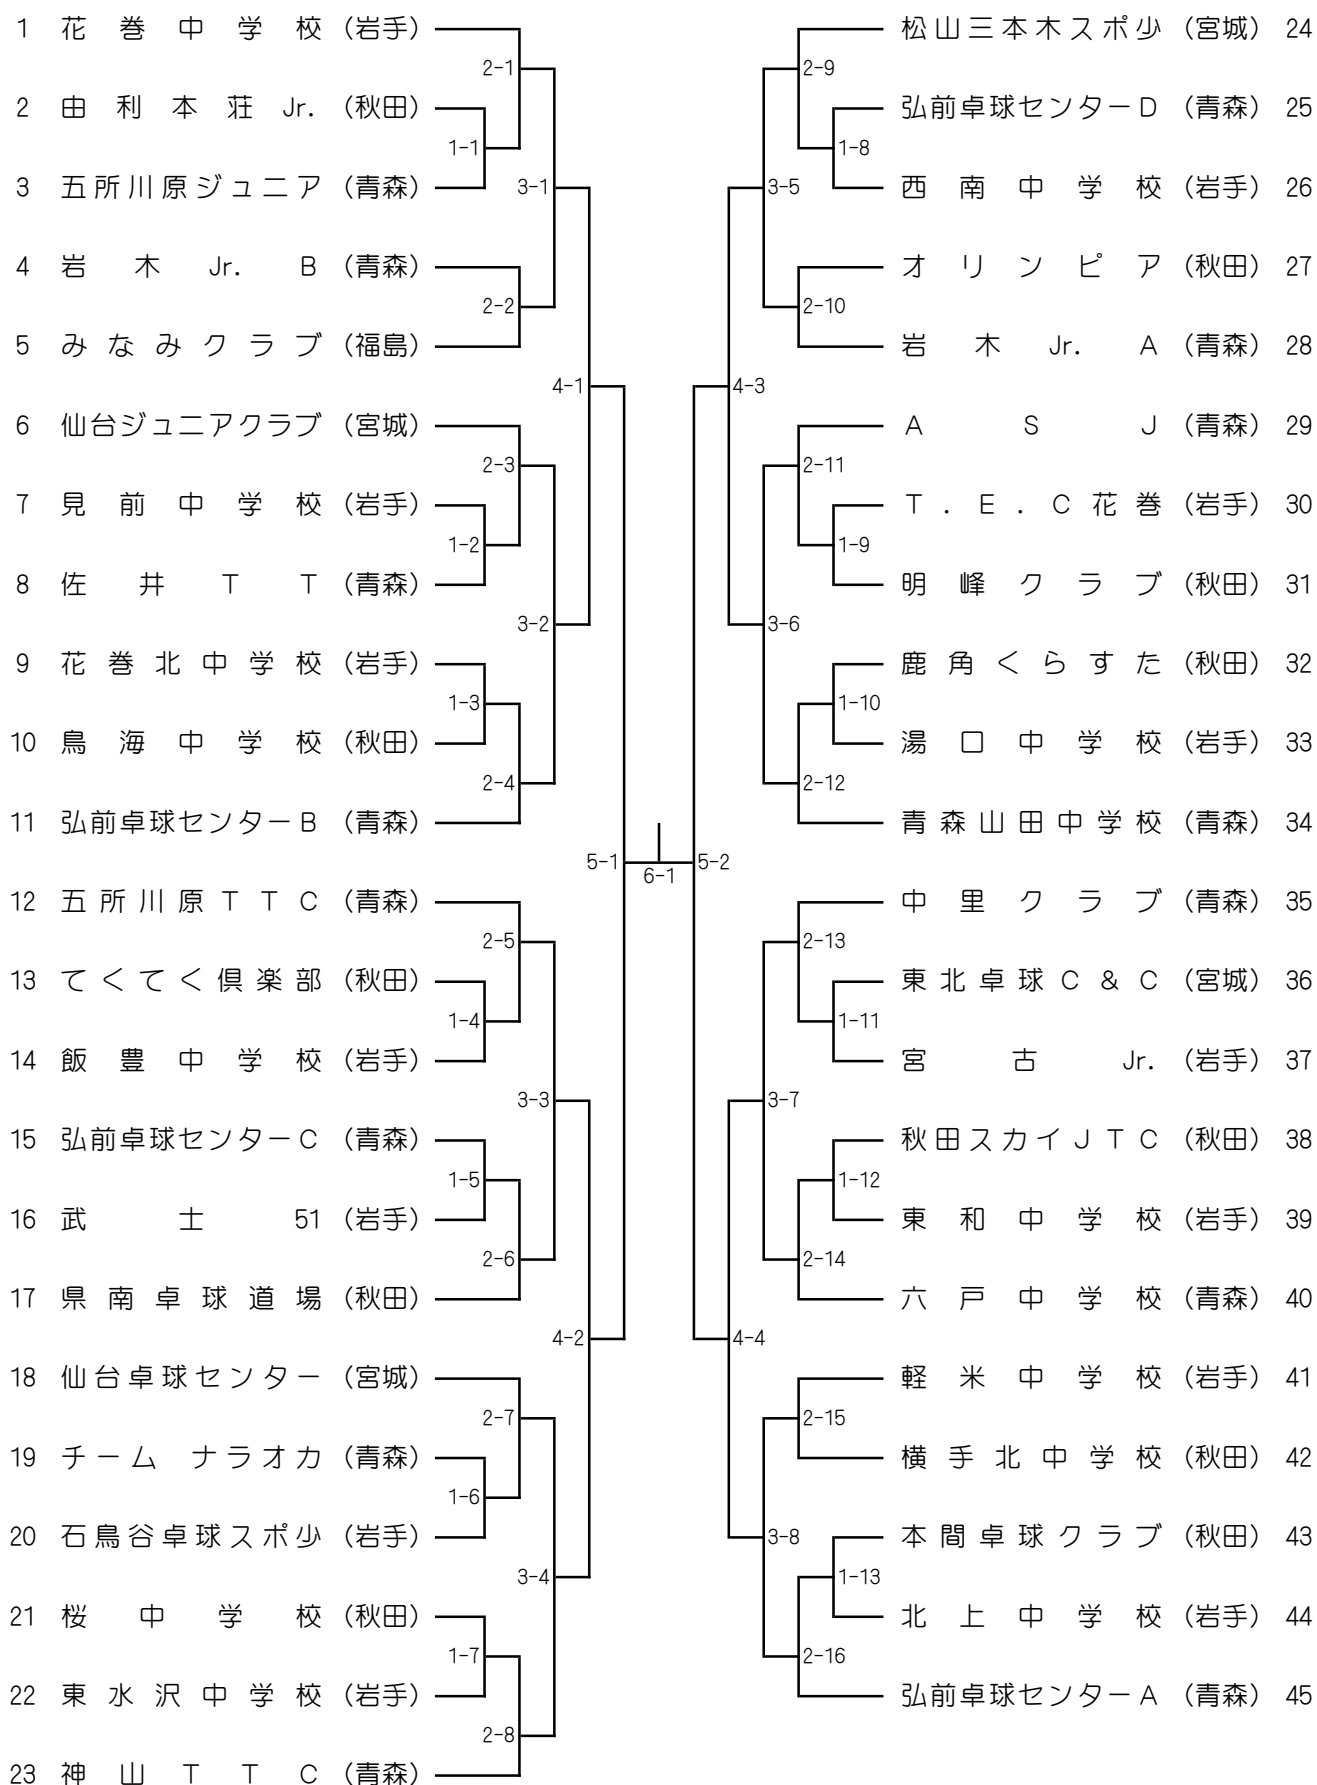 1 花巻中学校 (岩手)
2 由利本荘Jr. (秋田)
3 五所川原ジュニア (青森)
4 岩木Jr. B (青森)
5 みなみクラブ (福島)
6 仙台ジュニアクラブ (宮城)
7 見前中学校 (岩手)
8 佐井TT (青森)
9 花巻北中学校 (岩手)
10 鳥海中学校 (秋田)
11 弘前卓球センターB (青森)
12 五所川原TTC (青森)
13 てくてく倶楽部 (秋田)
14 飯豊中学校 (岩手)
15 弘前卓球センターC (青森)
16 武士51 (岩手)
17 県南卓球道場 (秋田)
18 仙台卓球センター (宮城)
19 チーム ナラオカ (青森)
20 石鳥谷卓球スポ少 (岩手)
21 桜中学校 (秋田)
22 東水沢中学校 (岩手)
23 神山TTC (青森)
1-1
1-2
1-3
1-4
1-5
1-6
1-7
2-1
2-2
2-3
2-4
2-5
2-6
2-7
2-8
3-1
3-2
3-3
3-4
4-1
4-2
5-1
6-1
5-2
4-3
4-4
3-5
3-6
3-7
3-8
2-9
2-10
2-11
2-12
2-13
2-14
2-15
2-16
1-8
1-9
1-10
1-11
1-12
1-13
松山三本木スポ少 (宮城) 24
弘前卓球センターD (青森) 25
西南中学校 (岩手) 26
オリンピア (秋田) 27
岩木Jr. A (青森) 28
ASJ (青森) 29
T.E.C花巻 (岩手) 30
明峰クラブ (秋田) 31
鹿角くらすた (秋田) 32
湯口中学校 (岩手) 33
青森山田中学校 (青森) 34
中里クラブ (青森) 35
東北卓球C&C (宮城) 36
宮古Jr. (岩手) 37
秋田スカイJTC (秋田) 38
東和中学校 (岩手) 39
六戸中学校 (青森) 40
軽米中学校 (岩手) 41
横手北中学校 (秋田) 42
本間卓球クラブ (秋田) 43
北上中学校 (岩手) 44
弘前卓球センターA (青森) 45